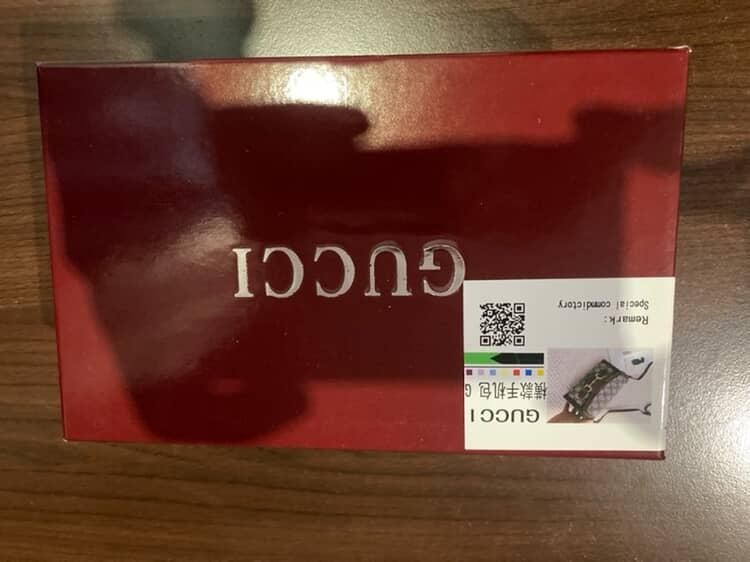 GUCCI
横款手机包 G
Remark:
Special commdictory
GUCCI